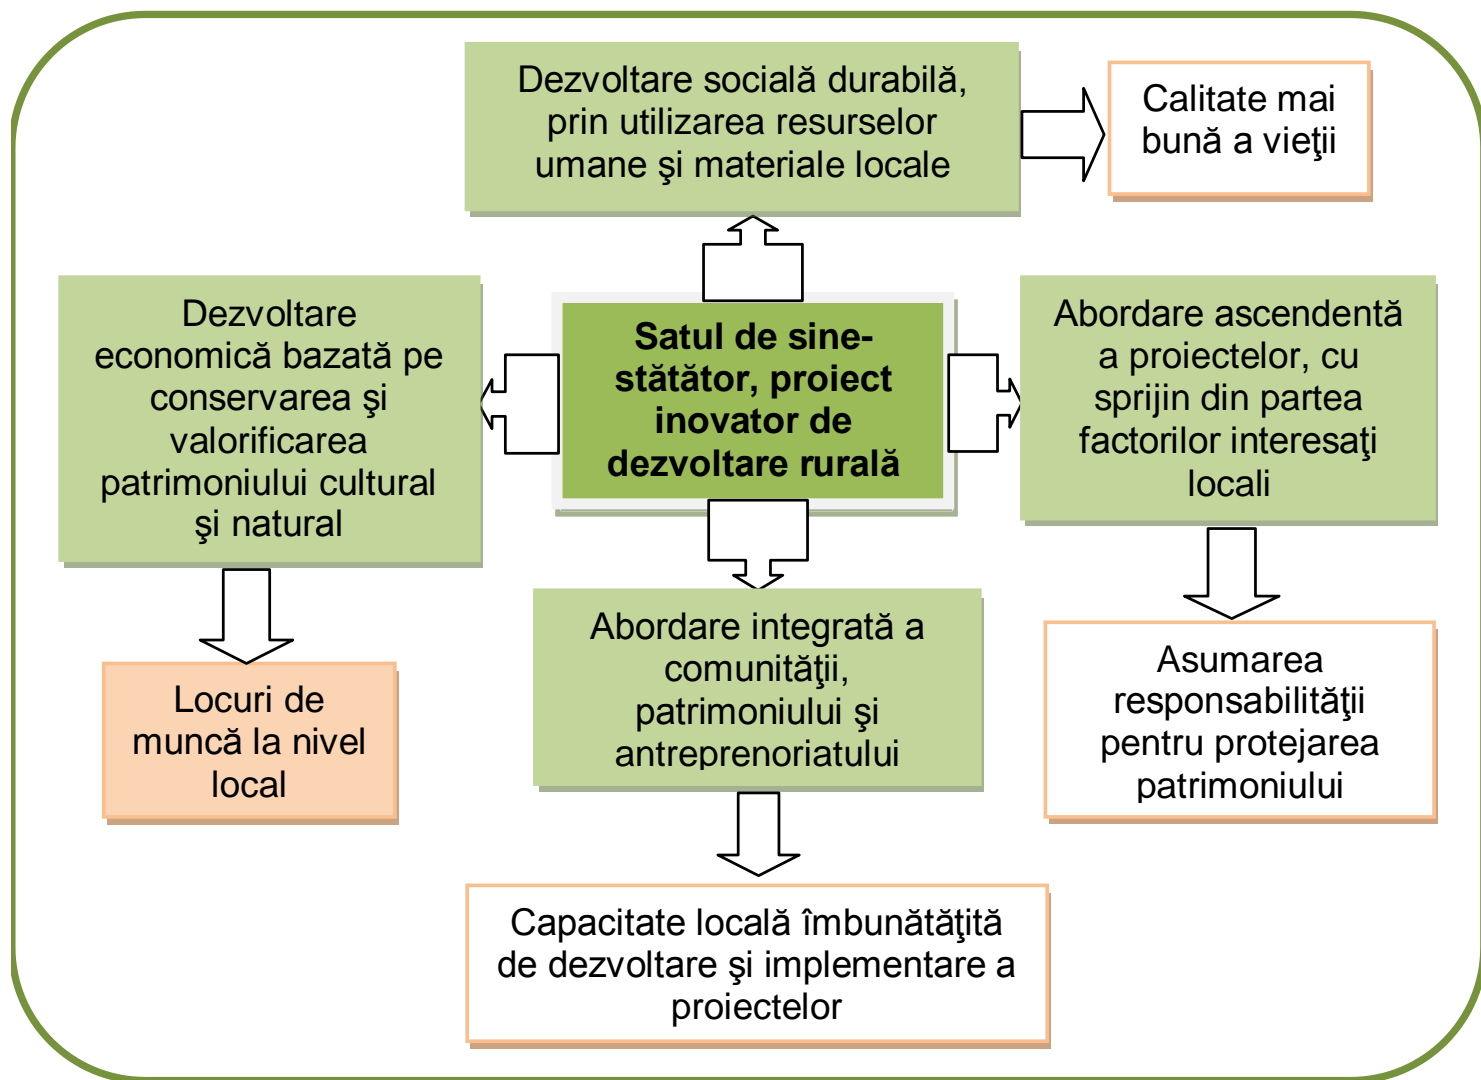 Dezvoltare socială durabilă,
prin utilizarea resurselor
umane şi materiale locale
Calitate mai
bună a vieţii
Dezvoltare
economică bazată pe
conservarea şi
valorificarea
patrimoniului cultural
şi natural
Satul de sine-
stătător, proiect
inovator de
dezvoltare rurală
Abordare ascendentă
a proiectelor, cu
sprijin din partea
factorilor interesaţi
locali
Locuri de
muncă la nivel
local
Abordare integrată a
comunităţii,
patrimoniului şi
antreprenoriatului
Asumarea
responsabilităţii
pentru protejarea
patrimoniului
Capacitate locală îmbunătăţită
de dezvoltare şi implementare a
proiectelor